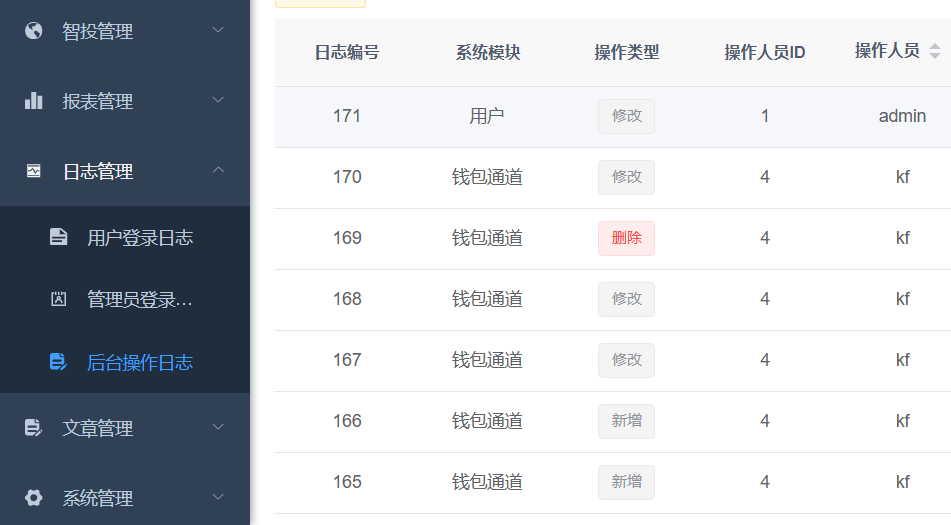 智投管理
报表管理
日志管理
用户登录日志
管理员登录…
后台操作日志
文章管理
系统管理
日志编号 系统模块 操作类型 操作人员ID 操作人员
171 用户 修改 1 admin
170 钱包通道 修改 4 kf
169 钱包通道 删除 4 kf
168 钱包通道 修改 4 kf
167 钱包通道 修改 4 kf
166 钱包通道 新增 4 kf
165 钱包通道 新增 4 kf